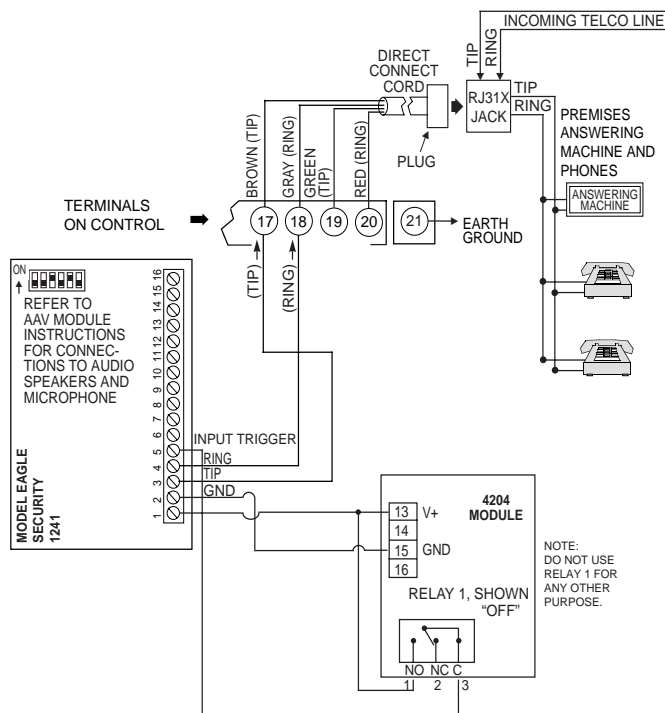 INCOMING TELCO LINE
TIP
RING
DIRECT
CONNECT
CORD
RJ31X
JACK
TIP
RING
PLUG
PREMISES
ANSWERING
MACHINE AND
PHONES
ANSWERING
MACHINE
BROWN (TIP)
GRAY (RING)
GREEN
(TIP)
RED (RING)
TERMINALS
ON CONTROL
17
18
19
20
21
EARTH
GROUND
(TIP)
(RING)
ON
REFER TO
AAV MODULE
INSTRUCTIONS
FOR CONNEC-
TIONS TO AUDIO
SPEAKERS AND
MICROPHONE
16
15
14
13
12
11
10
9
8
7
6
5
4
3
2
1
INPUT TRIGGER
RING
TIP
GND
MODEL EAGLE
SECURITY
1241
4204
MODULE
13 V+
14
15 GND
16
RELAY 1, SHOWN
“OFF”
NO NC C
1 2 3
NOTE:
DO NOT USE
RELAY 1 FOR
ANY OTHER
PURPOSE.